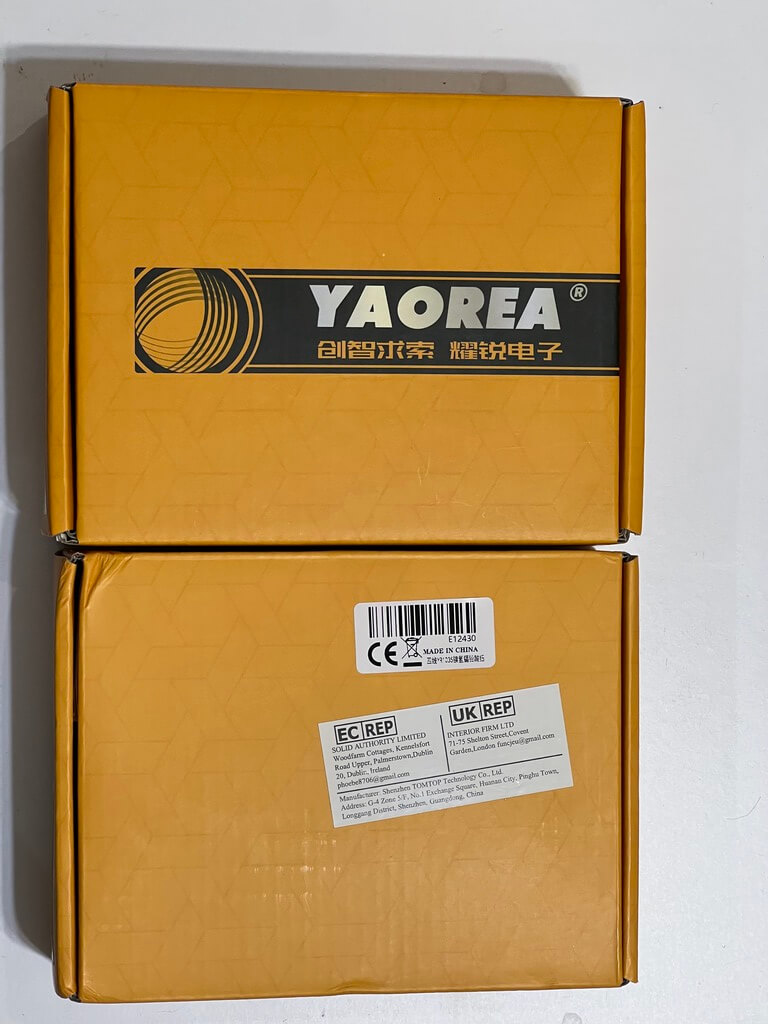 YAOREA®
创智求索 耀锐电子
E12430
CE
MADE IN CHINA
EC REP
SOLID AUTHORITY LIMITED
Woodfarm Cottages, Kennelsfort
Road Upper, Palmerstown,Dublin
20, Dublin, Ireland
phoebe8706@gmail.com
UK REP
INTERIOR FIRM LTD
71-75 Shelton Street,Covent
Garden,London funcjcu@gmail.com
Manufacturer: Shenzhen TOMTOP Technology Co., Ltd.
Address: G-4 Zone 5/F, No.1 Exchange Square, Huanan City. Pinghu Town,
Longgang District, Shenzhen, Guangdong, China